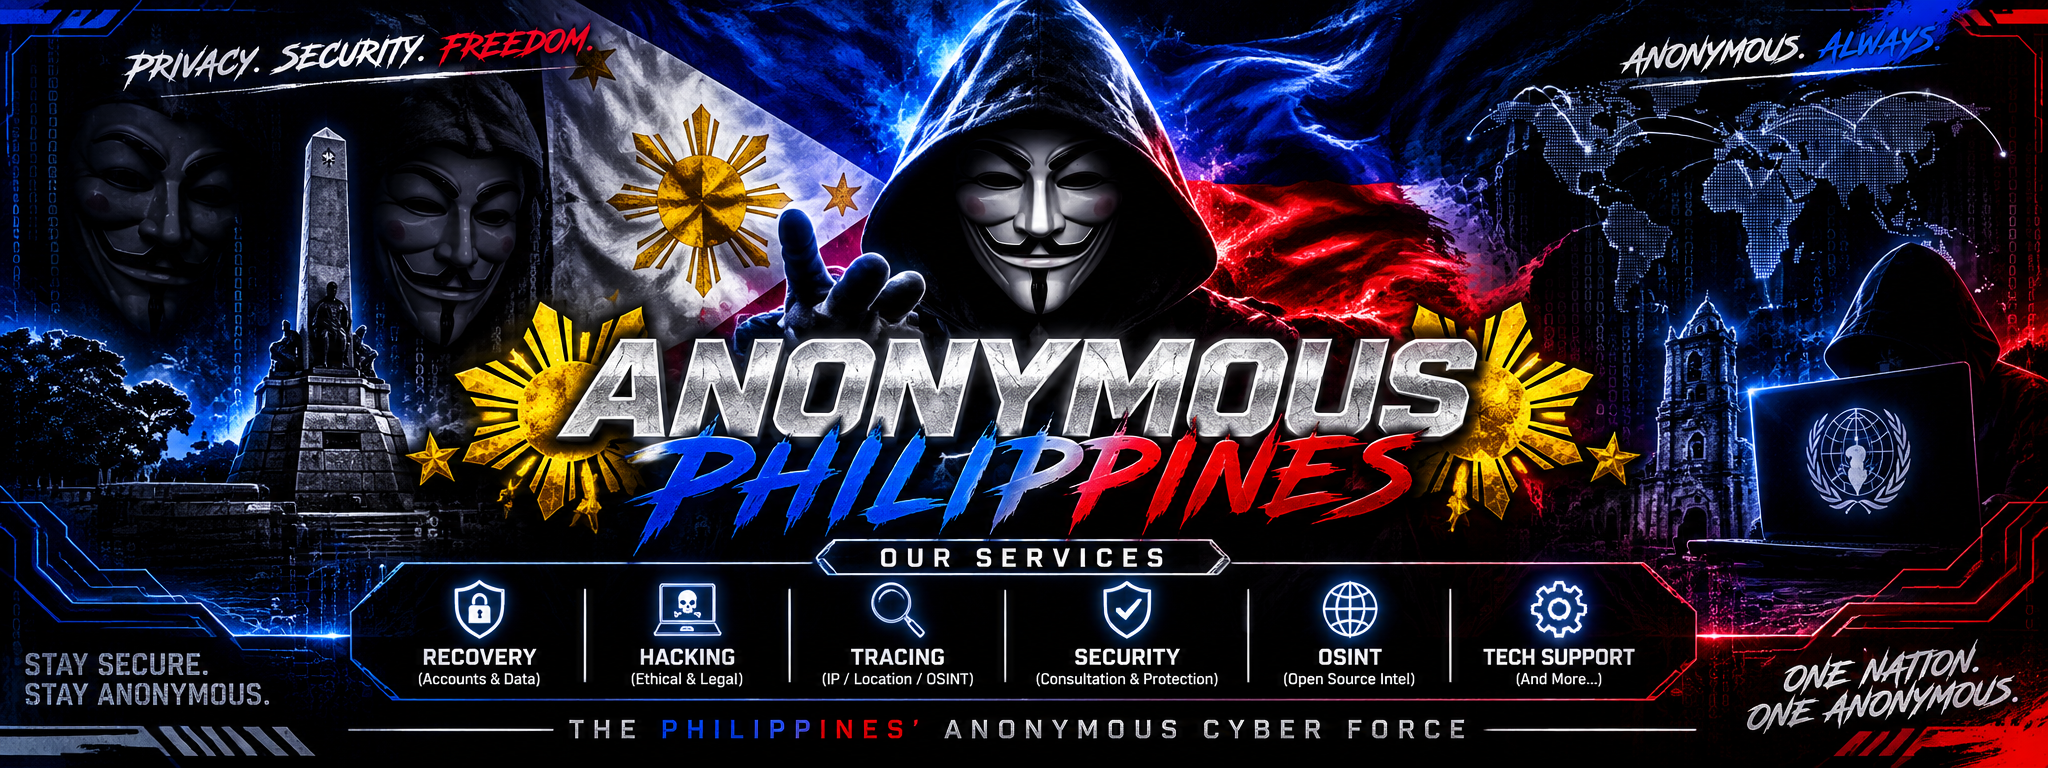 PRIVACY. SECURITY. FREEDOM.
ANONYMOUS. ALWAYS.
ANONYMOUS
PHILIPPINES
OUR SERVICES
RECOVERY
(Accounts & Data)
HACKING
(Ethical & Legal)
TRACING
(IP / Location / OSINT)
SECURITY
(Consultation & Protection)
OSINT
(Open Source Intel)
TECH SUPPORT
(And More...)
STAY SECURE.
STAY ANONYMOUS.
ONE NATION.
ONE ANONYMOUS.
THE PHILIPPINES' ANONYMOUS CYBER FORCE